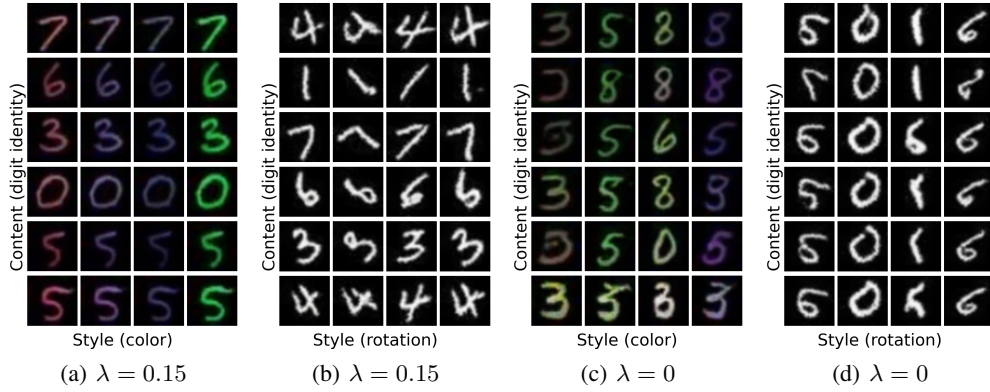 Content (digit identity)
Style (color)
(a) λ = 0.15
Content (digit identity)
Style (rotation)
(b) λ = 0.15
Content (digit identity)
Style (color)
(c) λ = 0
Content (digit identity)
Style (rotation)
(d) λ = 0